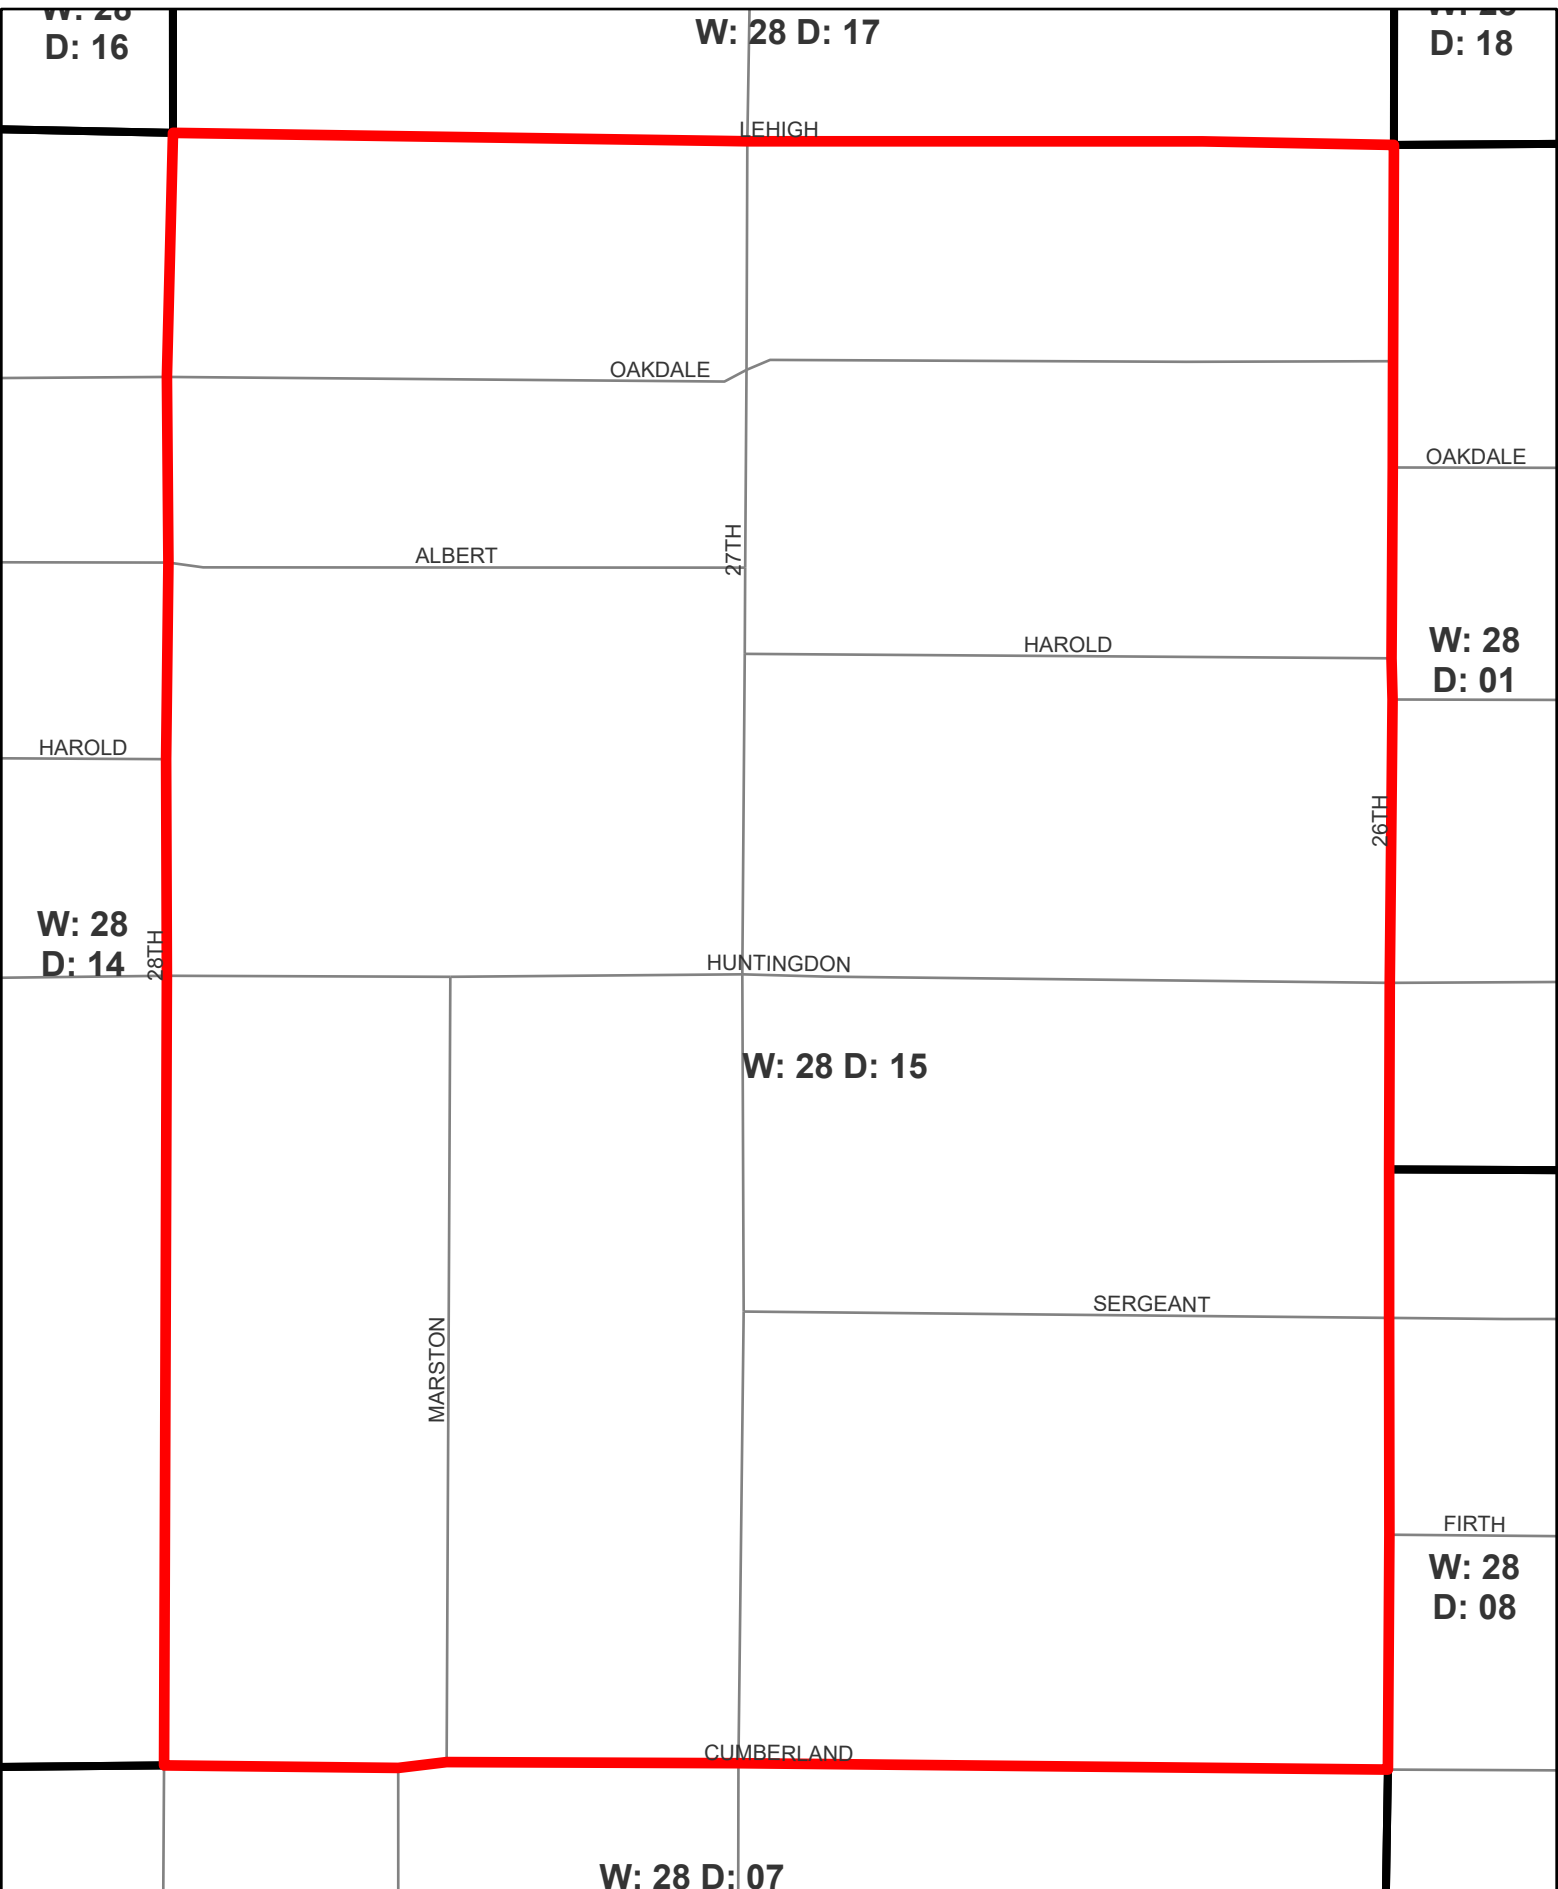 W: 28
D: 16
W: 28 D: 17
D: 18
LEHIGH
OAKDALE
OAKDALE
27TH
ALBERT
HAROLD
W: 28
D: 01
HAROLD
26TH
W: 28
D: 14
28TH
HUNTINGDON
W: 28 D: 15
SERGEANT
MARSTON
FIRTH
W: 28
D: 08
CUMBERLAND
W: 28 D: 07